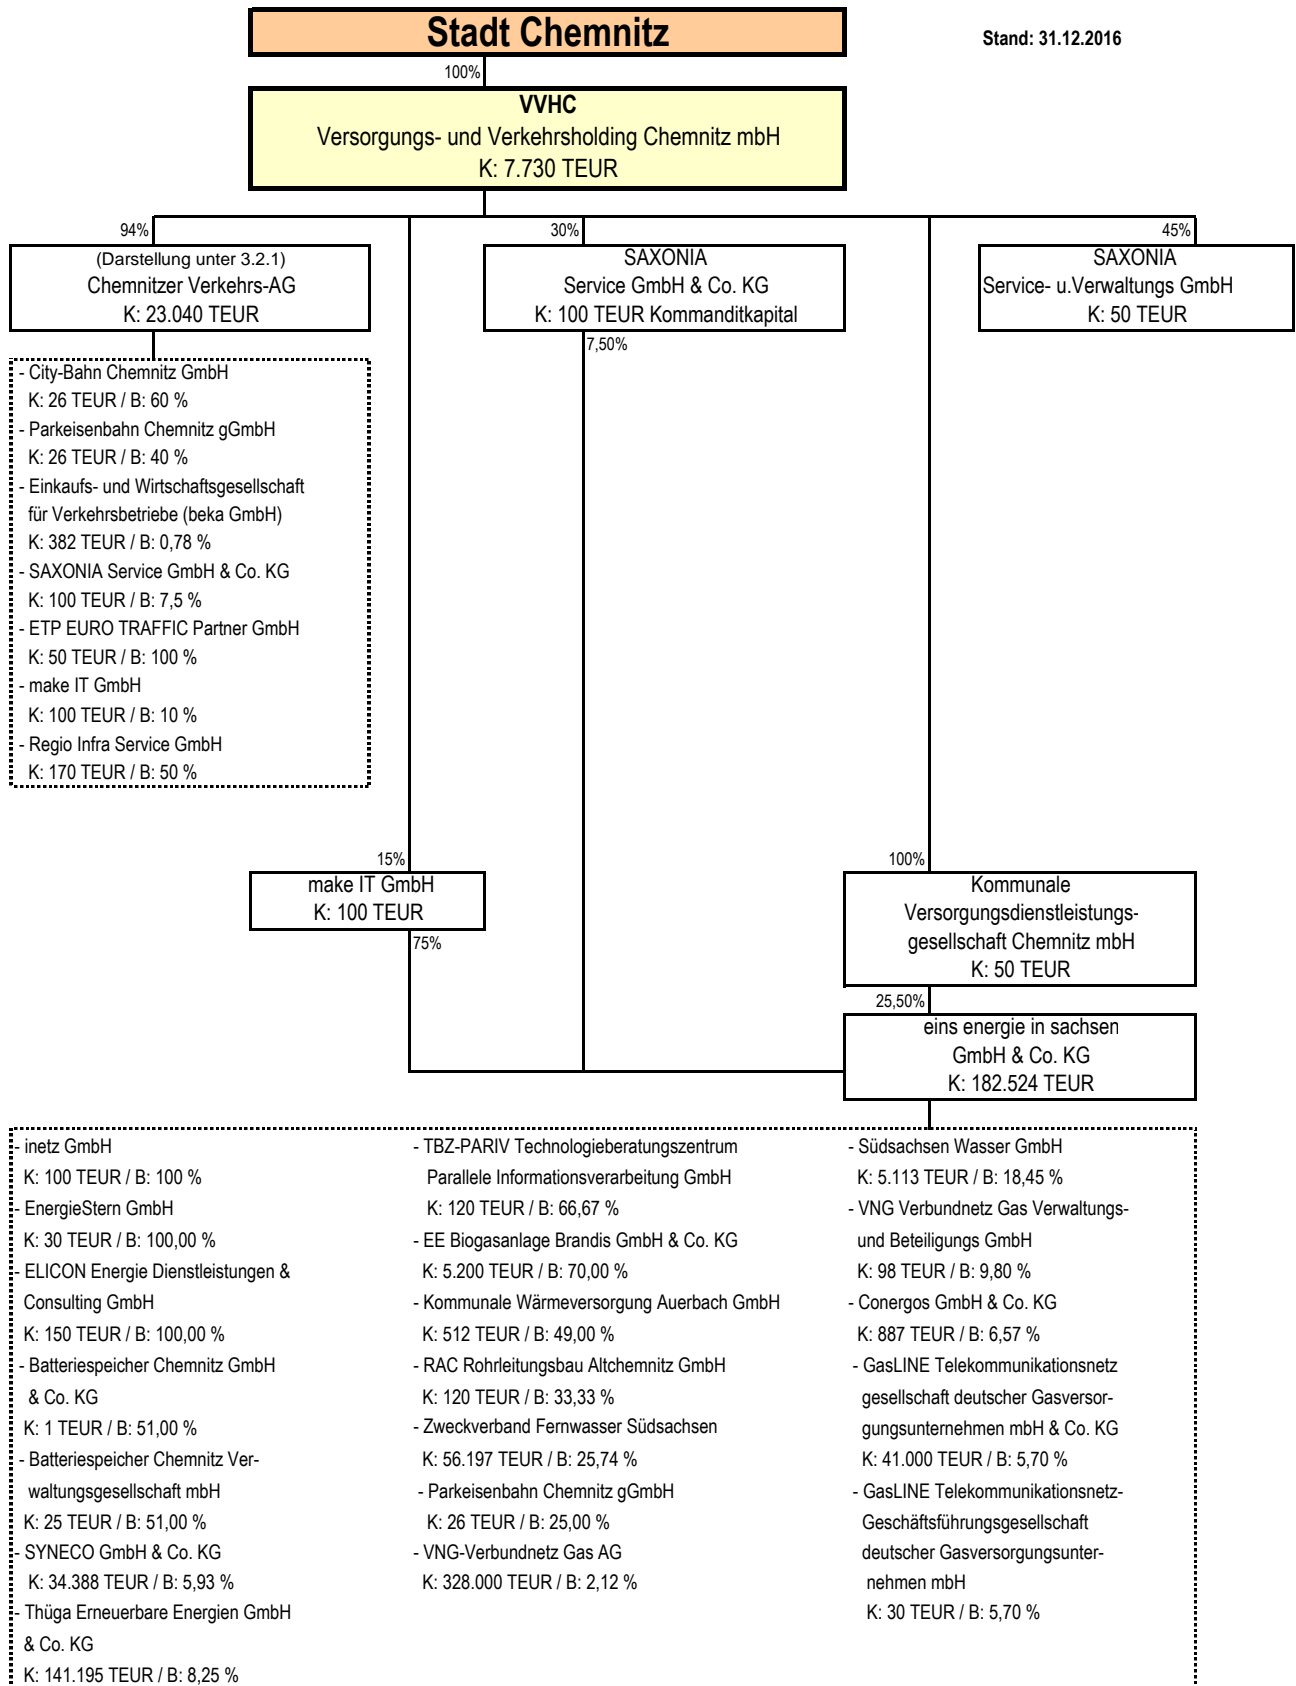 Stadt Chemnitz
Stand: 31.12.2016
100%
VVHC
Versorgungs- und Verkehrsholding Chemnitz mbH
K: 7.730 TEUR
94%
(Darstellung unter 3.2.1)
Chemnitzer Verkehrs-AG
K: 23.040 TEUR
30%
SAXONIA
Service GmbH & Co. KG
K: 100 TEUR Kommanditkapital
7,50%
45%
SAXONIA
Service- u.Verwaltungs GmbH
K: 50 TEUR
- City-Bahn Chemnitz GmbH
K: 26 TEUR / B: 60 %
- Parkeisenbahn Chemnitz gGmbH
K: 26 TEUR / B: 40 %
- Einkaufs- und Wirtschaftsgesellschaft
für Verkehrsbetriebe (beka GmbH)
K: 382 TEUR / B: 0,78 %
- SAXONIA Service GmbH & Co. KG
K: 100 TEUR / B: 7,5 %
- ETP EURO TRAFFIC Partner GmbH
K: 50 TEUR / B: 100 %
- make IT GmbH
K: 100 TEUR / B: 10 %
- Regio Infra Service GmbH
K: 170 TEUR / B: 50 %
15%
make IT GmbH
K: 100 TEUR
75%
100%
Kommunale
Versorgungsdienstleistungs-
gesellschaft Chemnitz mbH
K: 50 TEUR
25,50%
eins energie in sachsen
GmbH & Co. KG
K: 182.524 TEUR
- inetz GmbH
K: 100 TEUR / B: 100 %
- EnergieStern GmbH
K: 30 TEUR / B: 100,00 %
- ELICON Energie Dienstleistungen &
Consulting GmbH
K: 150 TEUR / B: 100,00 %
- Batteriespeicher Chemnitz GmbH
& Co. KG
K: 1 TEUR / B: 51,00 %
- Batteriespeicher Chemnitz Ver-
waltungsgesellschaft mbH
K: 25 TEUR / B: 51,00 %
- SYNECO GmbH & Co. KG
K: 34.388 TEUR / B: 5,93 %
- Thüga Erneuerbare Energien GmbH
& Co. KG
K: 141.195 TEUR / B: 8,25 %
- TBZ-PARIV Technologieberatungszentrum
Parallele Informationsverarbeitung GmbH
K: 120 TEUR / B: 66,67 %
- EE Biogasanlage Brandis GmbH & Co. KG
K: 5.200 TEUR / B: 70,00 %
- Kommunale Wärmeversorgung Auerbach GmbH
K: 512 TEUR / B: 49,00 %
- RAC Rohrleitungsbau Altchemnitz GmbH
K: 120 TEUR / B: 33,33 %
- Zweckverband Fernwasser Südsachsen
K: 56.197 TEUR / B: 25,74 %
- Parkeisenbahn Chemnitz gGmbH
K: 26 TEUR / B: 25,00 %
- VNG-Verbundnetz Gas AG
K: 328.000 TEUR / B: 2,12 %
- Südsachsen Wasser GmbH
K: 5.113 TEUR / B: 18,45 %
- VNG Verbundnetz Gas Verwaltungs-
und Beteiligungs GmbH
K: 98 TEUR / B: 9,80 %
- Conergos GmbH & Co. KG
K: 887 TEUR / B: 6,57 %
- GasLINE Telekommunikationsnetz
gesellschaft deutscher Gasversor-
gungsunternehmen mbH & Co. KG
K: 41.000 TEUR / B: 5,70 %
- GasLINE Telekommunikationsnetz-
Geschäftsführungsgesellschaft
deutscher Gasversorgungsunter-
nehmen mbH
K: 30 TEUR / B: 5,70 %